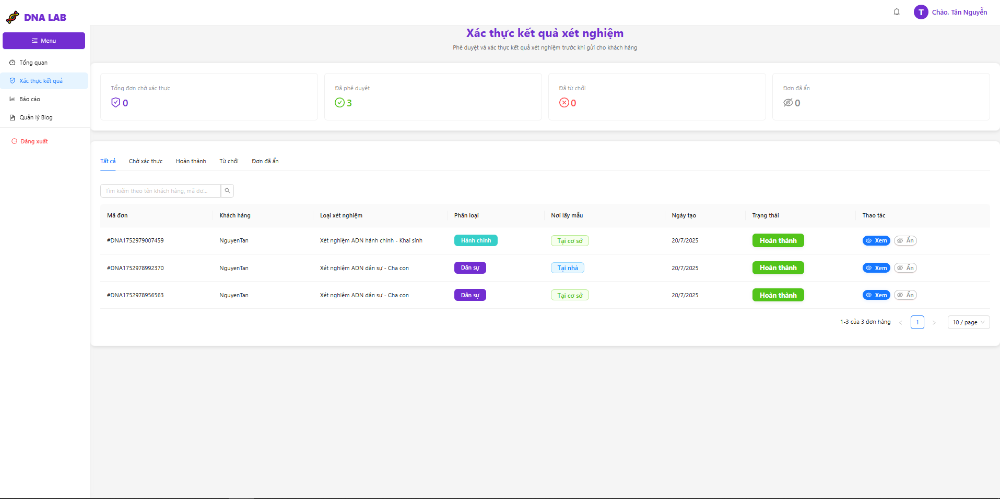 DNA LAB
T Chào, Tân Nguyễn
Menu
Tổng quan
Xác thực kết quả
Báo cáo
Quản lý Blog
Đăng xuất
Xác thực kết quả xét nghiệm
Phê duyệt và xác thực kết quả xét nghiệm trước khi gửi cho khách hàng
Tổng đơn chờ xác thực
0
Đã phê duyệt
3
Đã từ chối
0
Đơn đã ẩn
0
Tất cả Chờ xác thực Hoàn thành Từ chối Đơn đã ẩn
Tìm kiếm theo tên khách hàng, mã đơ...
Mã đơn Khách hàng Loại xét nghiệm Phân loại Nơi lấy mẫu Ngày tạo Trạng thái Thao tác
#DNA1752979007459 NguyenTan Xét nghiệm ADN hành chính - Khai sinh Hành chính Tại cơ sở 20/7/2025 Hoàn thành Xem Ẩn
#DNA1752978992370 NguyenTan Xét nghiệm ADN dân sự - Cha con Dân sự Tại nhà 20/7/2025 Hoàn thành Xem Ẩn
#DNA1752978956563 NguyenTan Xét nghiệm ADN dân sự - Cha con Dân sự Tại cơ sở 20/7/2025 Hoàn thành Xem Ẩn
1-3 của 3 đơn hàng < 1 > 10 / page